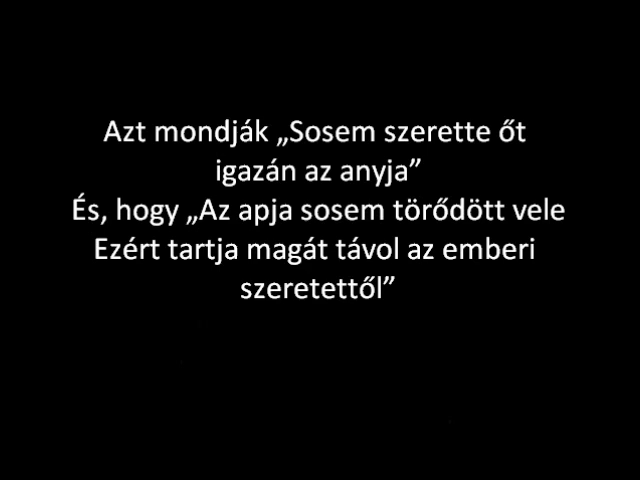 Azt mondják „Sosem szerette őt
igazán az anyja”
És, hogy „Az apja sosem törődött vele
Ezért tartja magát távol az emberi
szeretettől”